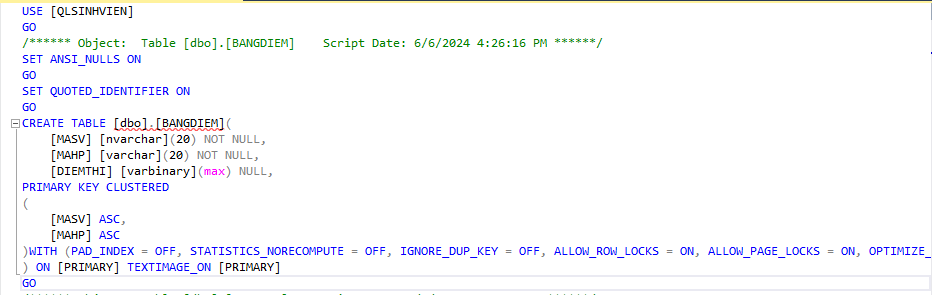 USE [QLSINHVIEN]
GO
/****** Object:  Table [dbo].[BANGDIEM]    Script Date: 6/6/2024 4:26:16 PM ******/
SET ANSI_NULLS ON
GO
SET QUOTED_IDENTIFIER ON
GO
CREATE TABLE [dbo].[BANGDIEM](
    [MASV] [nvarchar](20) NOT NULL,
    [MAHP] [varchar](20) NOT NULL,
    [DIEMTHI] [varbinary](max) NULL,
PRIMARY KEY CLUSTERED
(
    [MASV] ASC,
    [MAHP] ASC
)WITH (PAD_INDEX = OFF, STATISTICS_NORECOMPUTE = OFF, IGNORE_DUP_KEY = OFF, ALLOW_ROW_LOCKS = ON, ALLOW_PAGE_LOCKS = ON, OPTIMIZE_
) ON [PRIMARY] TEXTIMAGE_ON [PRIMARY]
GO